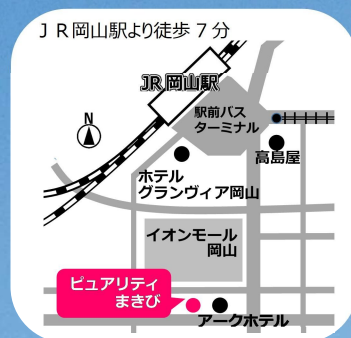 JR岡山駅より徒歩7分
JR岡山駅
駅前バス
ターミナル
N
高島屋
ホテル
グランヴィア岡山
イオンモール
岡山
ピュアリティ
まきび
アークホテル